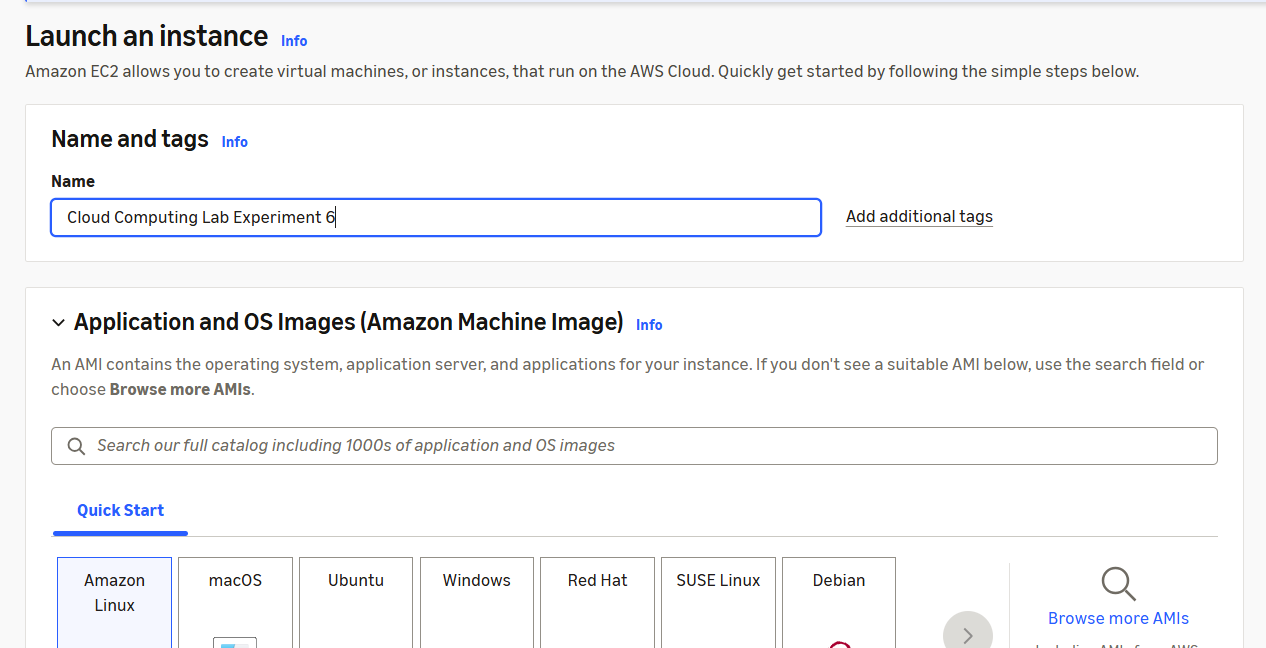 Launch an instance Info
Amazon EC2 allows you to create virtual machines, or instances, that run on the AWS Cloud. Quickly get started by following the simple steps below.
Name and tags Info
Name
Cloud Computing Lab Experiment 6
Add additional tags
Application and OS Images (Amazon Machine Image) Info
An AMI contains the operating system, application server, and applications for your instance. If you don't see a suitable AMI below, use the search field or
choose Browse more AMIs.
Search our full catalog including 1000s of application and OS images
Quick Start
Amazon
Linux
macOS
Ubuntu
Windows
Red Hat
SUSE Linux
Debian
Browse more AMIs